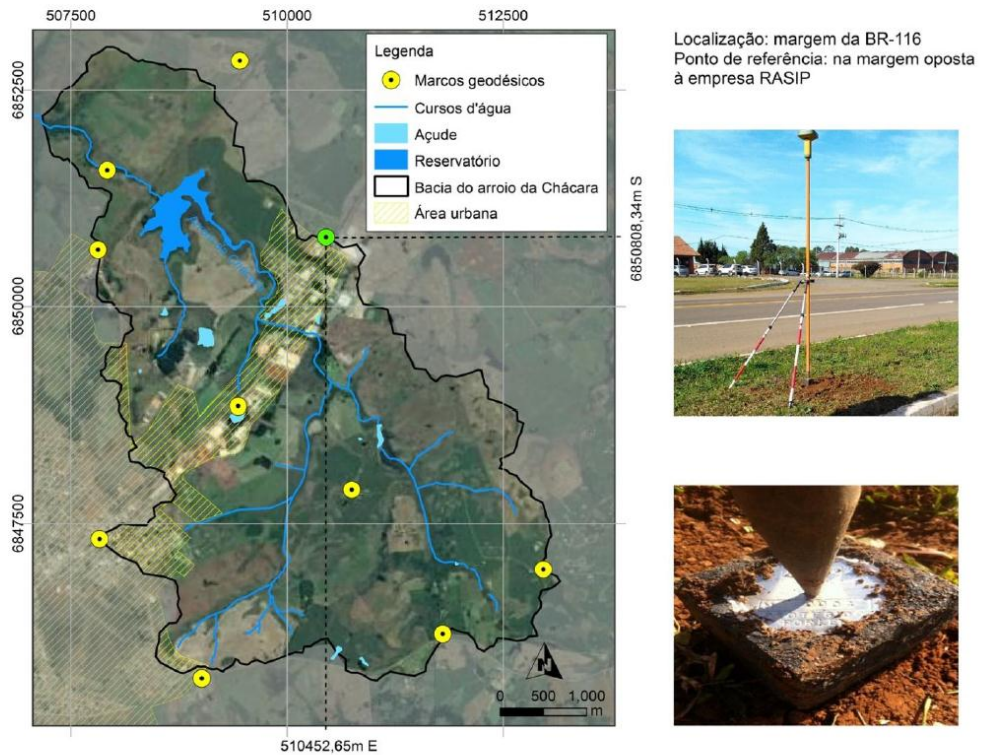 507500
510000
512500
Legenda
Marcos geodésicos
Cursos d'água
Açude
Reservatório
Bacia do arroio da Chácara
Área urbana
6852500
6850000
6847500
6850808,34m S
N
0 500 1,000
m
510452,65m E
Localização: margem da BR-116
Ponto de referência: na margem oposta
à empresa RASIP